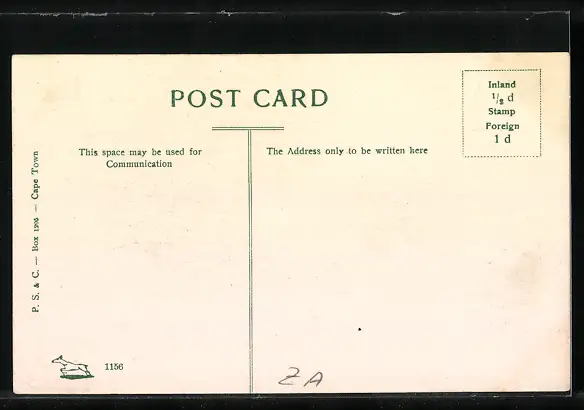 POST CARD
Inland
1/2 d
Stamp
Foreign
1 d
This space may be used for
Communication
The Address only to be written here
P. S. & C. — Box 1295 — Cape Town
1156
ZA